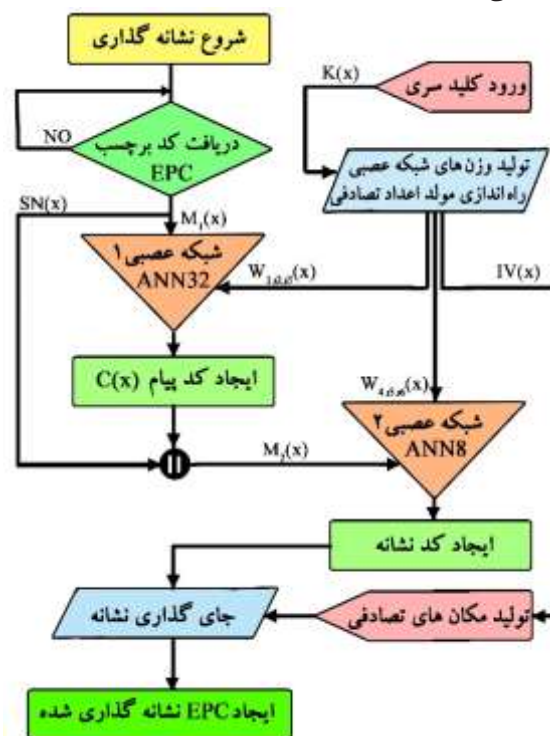 شروع نشانه گذاری
K(x)
ورود کلید سری
NO
دریافت کد برچسب
EPC
تولید وزن های شبکه عصبی
راه اندازی مولد اعداد تصادفی
SN(x)
M₁(x)
شبکه عصبی۱
ANN32
W₁,₂,₃(x)
IV(x)
ایجاد کد پیام C(x)
W₄,₅,₆(x)
شبکه عصبی۲
ANN8
M₂(x)
ایجاد کد نشانه
جای گذاری نشانه
تولید مکان های تصادفی
ایجاد EPC نشانه گذاری شده